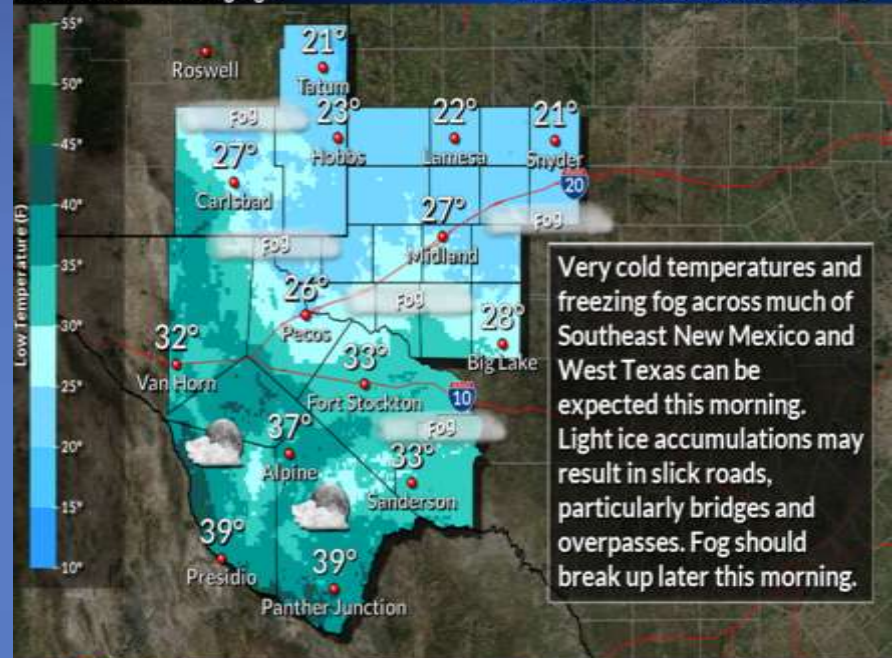 55°
50°
45°
40°
35°
30°
25°
20°
15°
10°
Low Temperature (F)
Roswell
21°
Tatum
Fog
23°
Hobbs
22°
Lamesa
21°
Snyder
27°
Carlsbad
20
Fog
27°
Midland
Fog
26°
Pecos
Fog
28°
Big Lake
32°
Van Horn
33°
Fort Stockton
10
37°
Alpine
Fog
33°
Sanderson
39°
Presidio
39°
Panther Junction
Very cold temperatures and
freezing fog across much of
Southeast New Mexico and
West Texas can be
expected this morning.
Light ice accumulations may
result in slick roads,
particularly bridges and
overpasses. Fog should
break up later this morning.